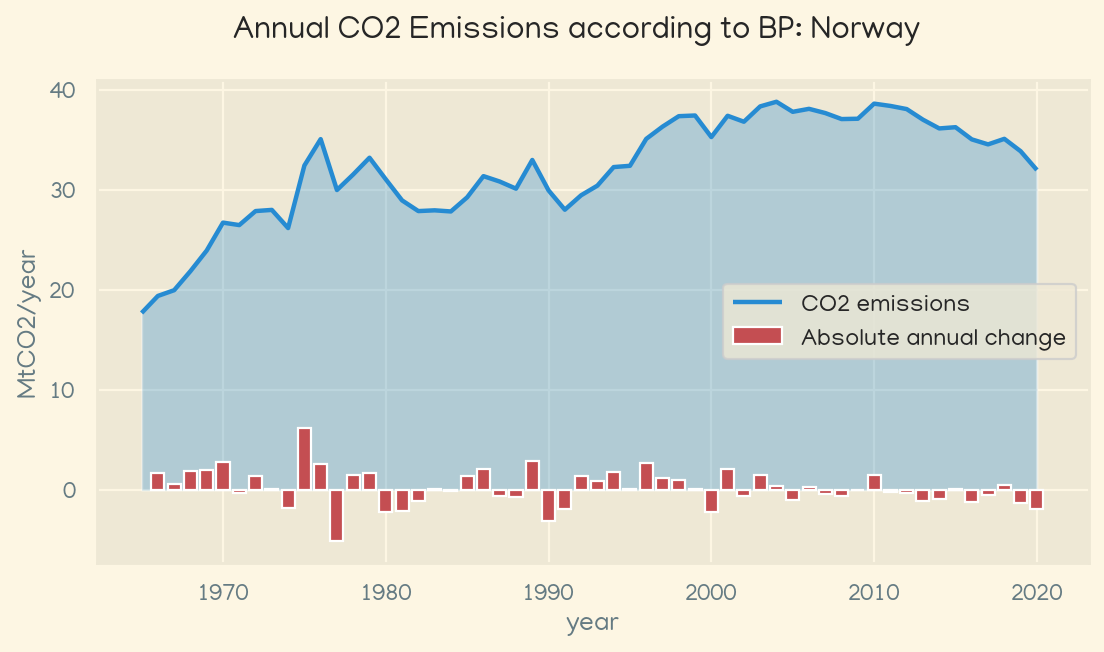 Annual CO2 Emissions according to BP: Norway
MtCO2/year
40
30
20
10
0
CO2 emissions
Absolute annual change
1970 1980 1990 2000 2010 2020
year